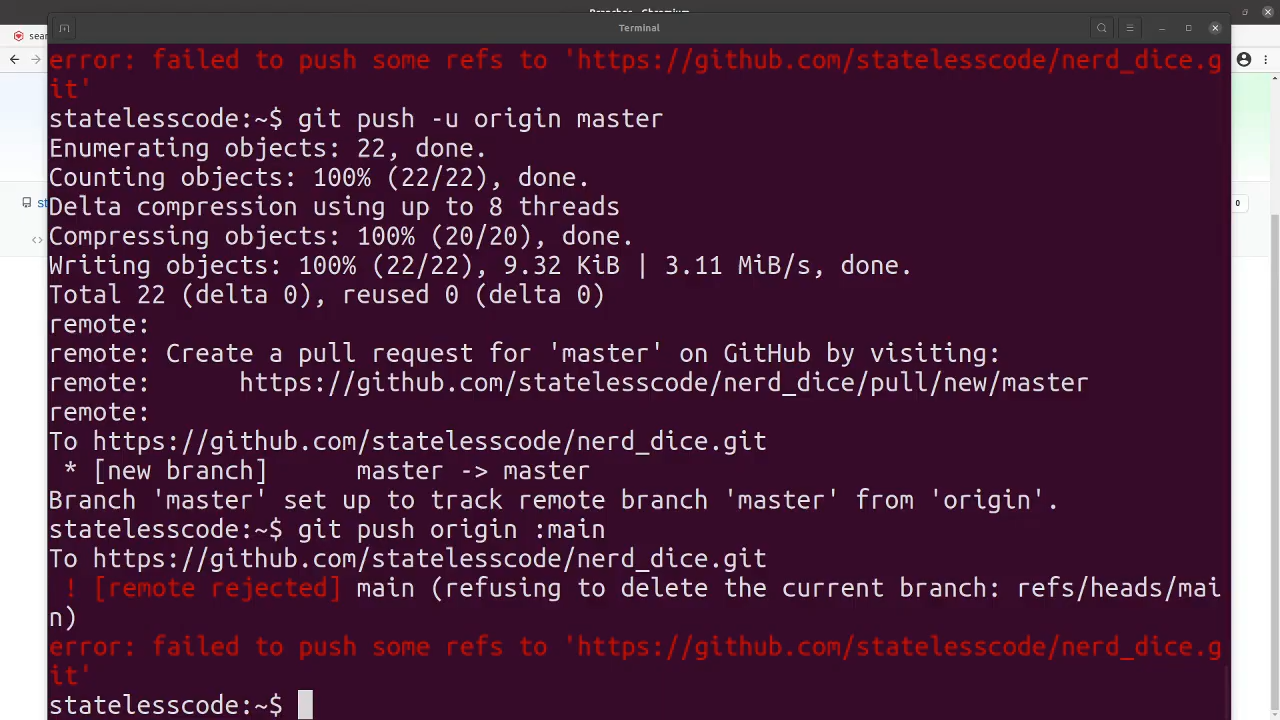 Branches - Chromium
sear
Terminal
error: failed to push some refs to 'https://github.com/statelesscode/nerd_dice.g
it'
statelesscode:~$ git push -u origin master
Enumerating objects: 22, done.
Counting objects: 100% (22/22), done.
Delta compression using up to 8 threads
Compressing objects: 100% (20/20), done.
Writing objects: 100% (22/22), 9.32 KiB | 3.11 MiB/s, done.
Total 22 (delta 0), reused 0 (delta 0)
remote:
remote: Create a pull request for 'master' on GitHub by visiting:
remote:      https://github.com/statelesscode/nerd_dice/pull/new/master
remote:
To https://github.com/statelesscode/nerd_dice.git
 * [new branch]      master -> master
Branch 'master' set up to track remote branch 'master' from 'origin'.
statelesscode:~$ git push origin :main
To https://github.com/statelesscode/nerd_dice.git
 ! [remote rejected] main (refusing to delete the current branch: refs/heads/mai
n)
error: failed to push some refs to 'https://github.com/statelesscode/nerd_dice.g
it'
statelesscode:~$
st
0